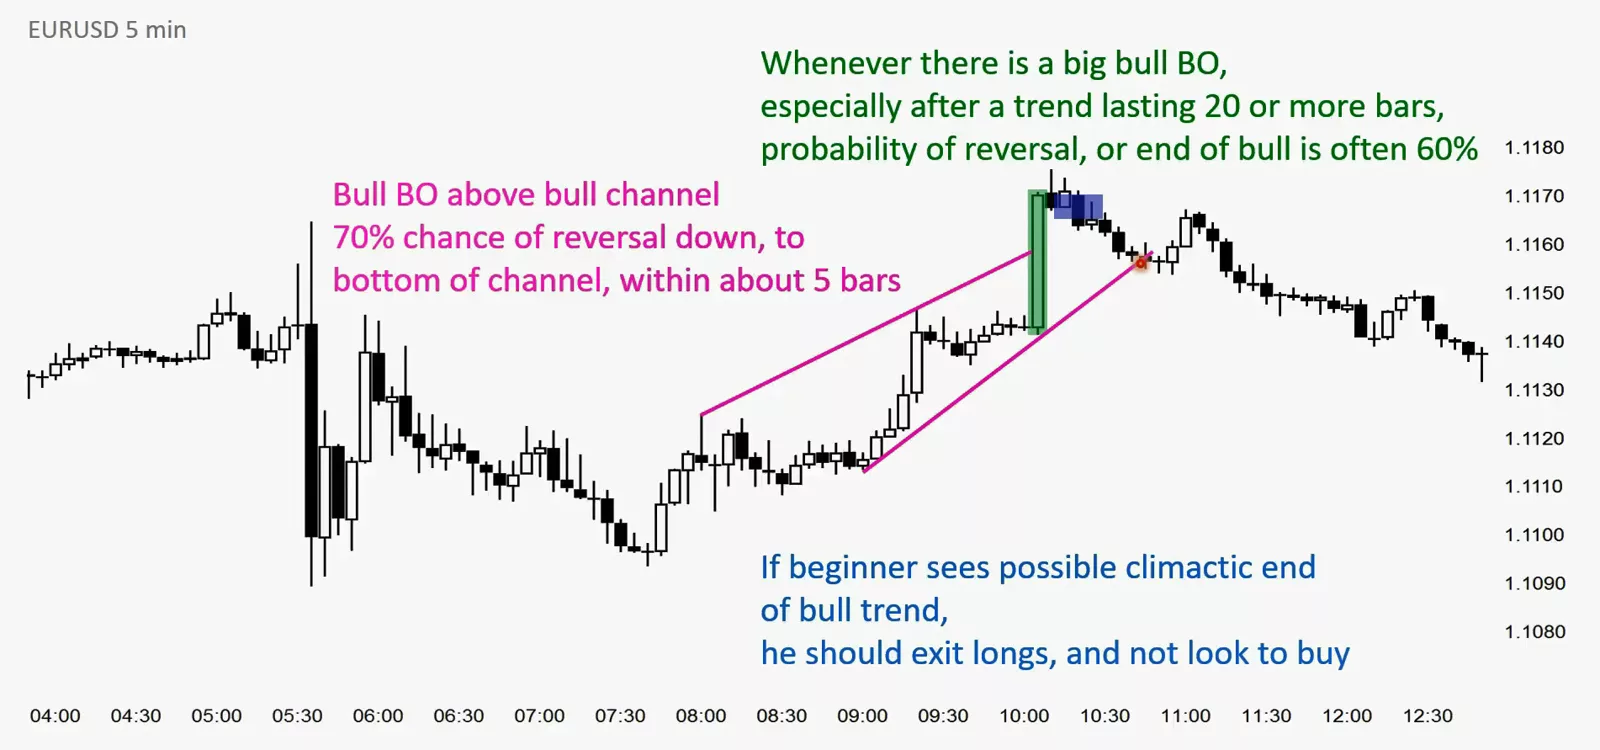 EURUSD 5 min
Whenever there is a big bull BO,
especially after a trend lasting 20 or more bars,
probability of reversal, or end of bull is often 60%
Bull BO above bull channel
70% chance of reversal down, to
bottom of channel, within about 5 bars
If beginner sees possible climactic end
of bull trend,
he should exit longs, and not look to buy
1.1180
1.1170
1.1160
1.1150
1.1140
1.1130
1.1120
1.1110
1.1100
1.1090
1.1080
04:00 04:30 05:00 05:30 06:00 06:30 07:00 07:30 08:00 08:30 09:00 09:30 10:00 10:30 11:00 11:30 12:00 12:30